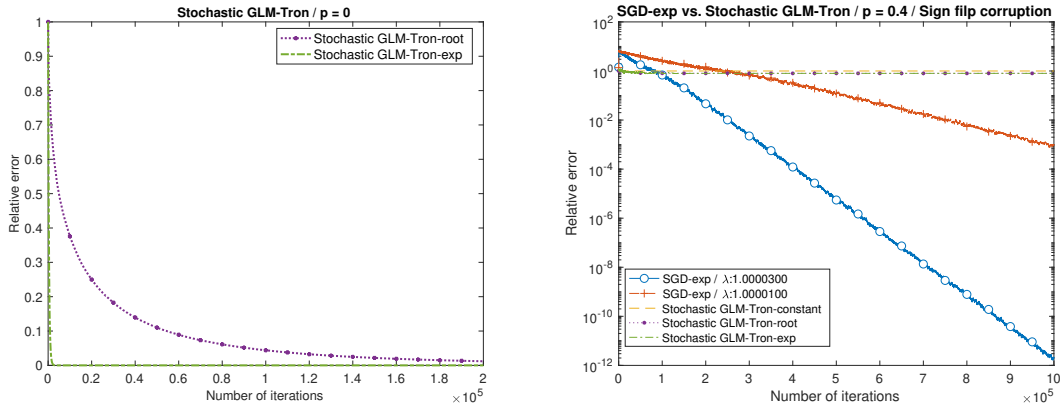 Stochastic GLM-Tron / p = 0
1
0.9
0.8
0.7
0.6
0.5
0.4
0.3
0.2
0.1
0
Relative error
Stochastic GLM-Tron-root
Stochastic GLM-Tron-exp
0 0.2 0.4 0.6 0.8 1 1.2 1.4 1.6 1.8 2
Number of iterations
× 10^5
SGD-exp vs. Stochastic GLM-Tron / p = 0.4 / Sign filp corruption
10^2
10^0
10^-2
10^-4
10^-6
10^-8
10^-10
10^-12
Relative error
SGD-exp / λ:1.0000300
SGD-exp / λ:1.0000100
Stochastic GLM-Tron-constant
Stochastic GLM-Tron-root
Stochastic GLM-Tron-exp
0 1 2 3 4 5 6 7 8 9 10
Number of iterations
× 10^5